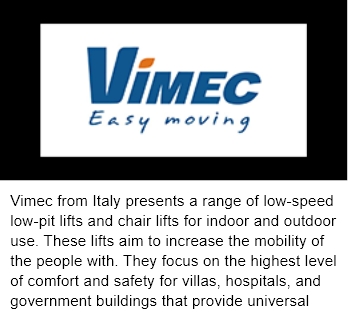 Vimec
Easy moving
Vimec from Italy presents a range of low-speed
low-pit lifts and chair lifts for indoor and outdoor
use. These lifts aim to increase the mobility of
the people with. They focus on the highest level
of comfort and safety for villas, hospitals, and
government buildings that provide universal